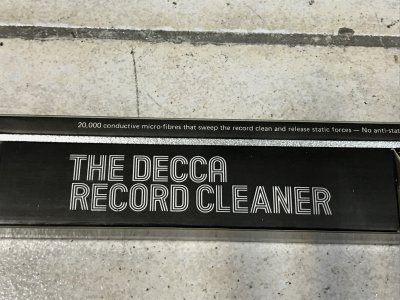 20,000 conductive micro-fibres that sweep the record clean and release static forces — No anti-stat
THE DECCA
RECORD CLEANER